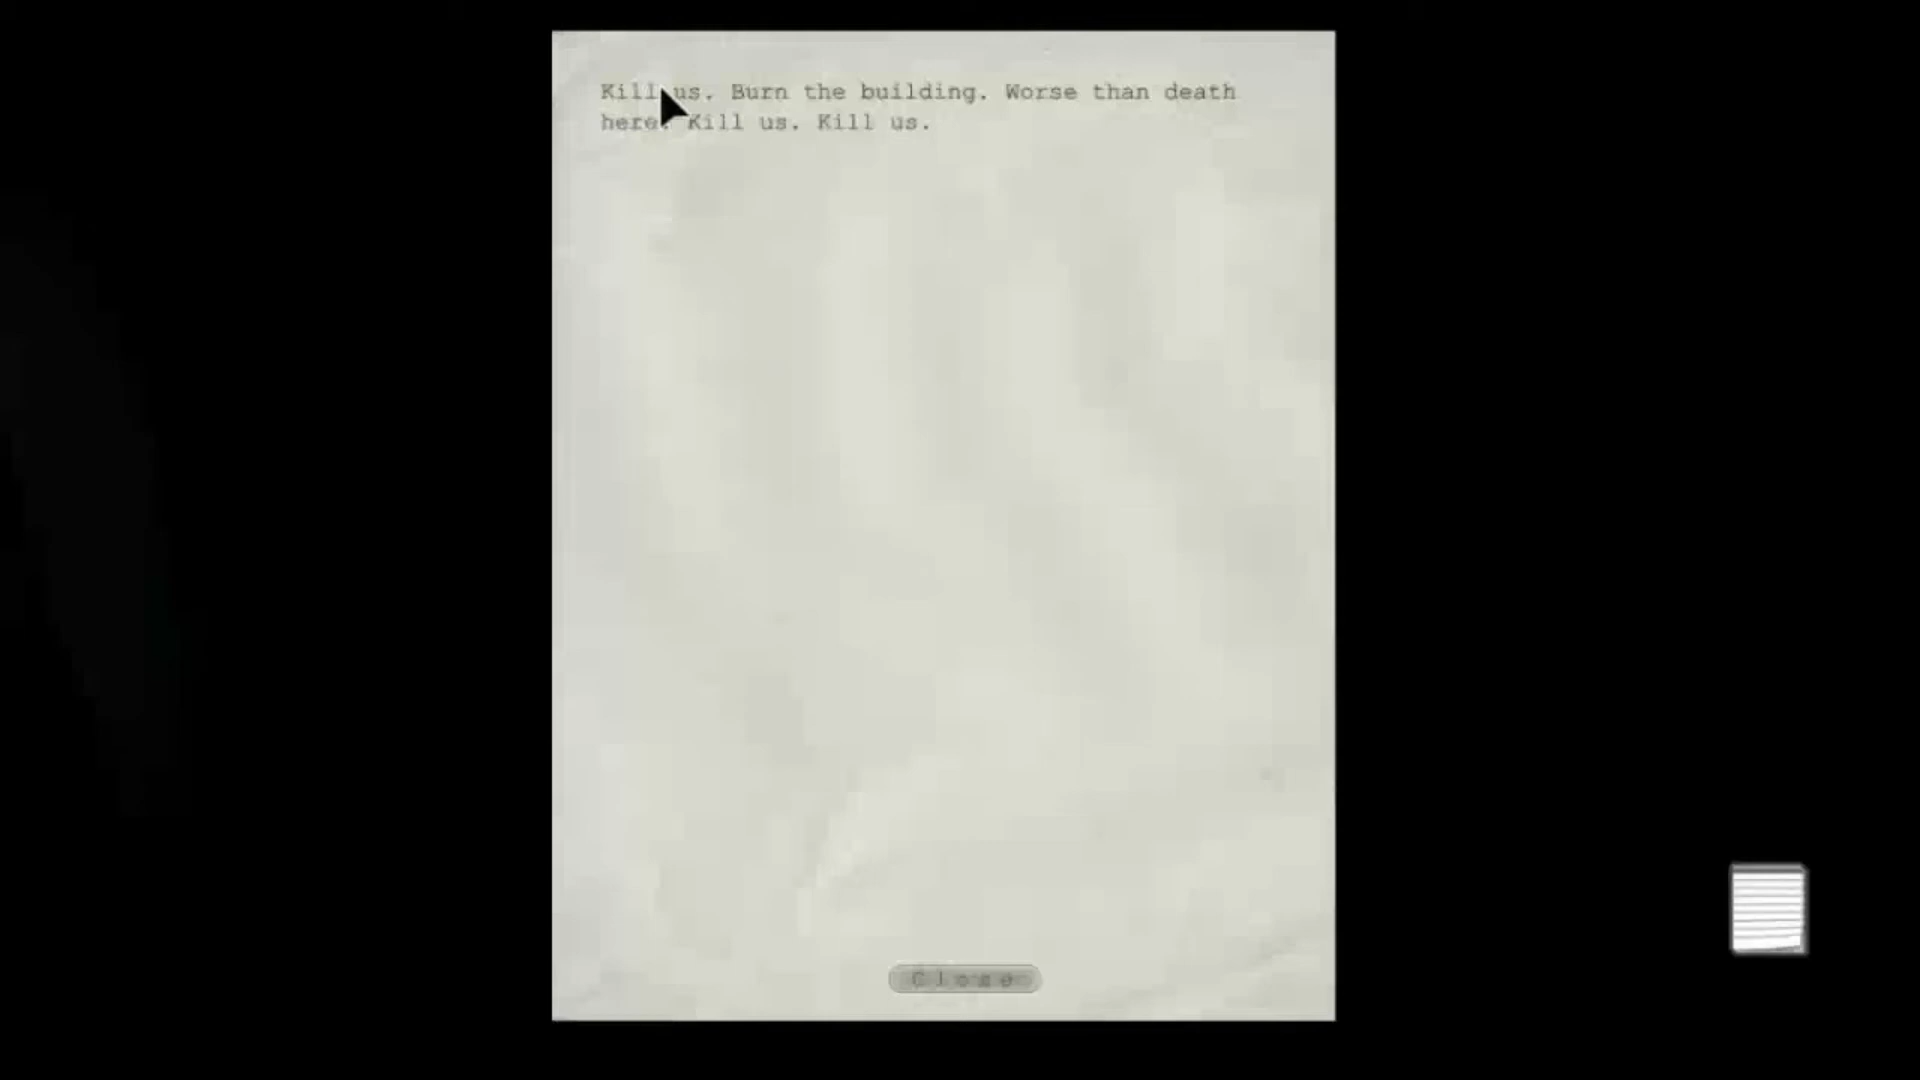 Kill us. Burn the building. Worse than death
here. Kill us. Kill us.
Close